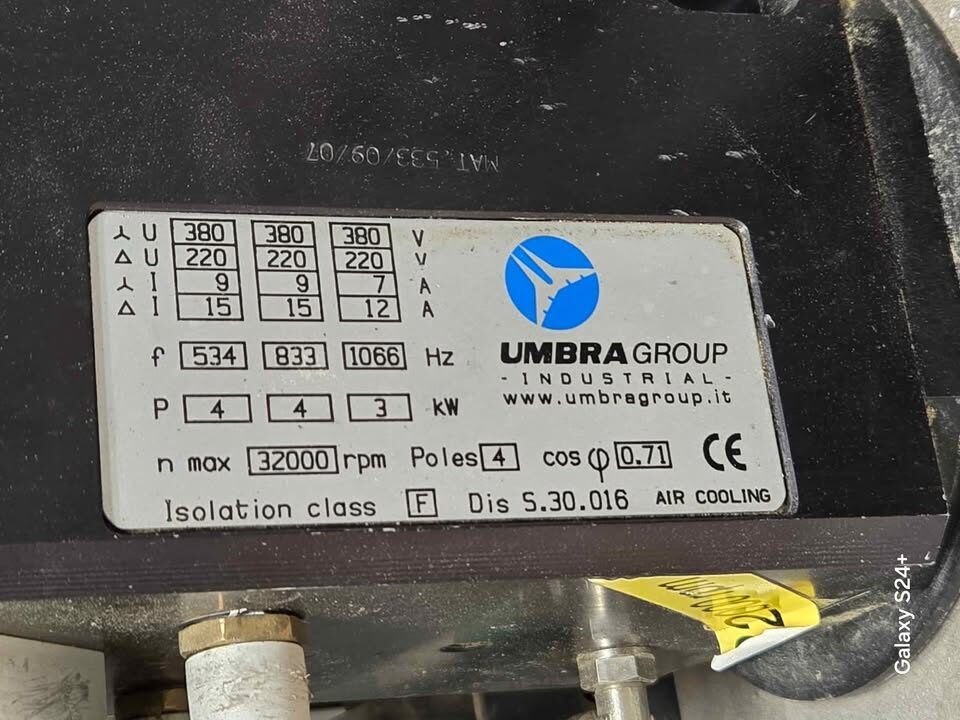 MAT. 533/09/07
⅄ U 380 380 380 V
Δ U 220 220 220 V
⅄ I 9 9 7 A
Δ I 15 15 12 A
f 534 833 1066 Hz
P 4 4 3 kW
n max 32000 rpm Poles 4 cos φ 0.71 CE
Isolation class F Dis S.30.016 AIR COOLING
UMBRAGROUP
- INDUSTRIAL -
www.umbragroup.it
Galaxy S24+